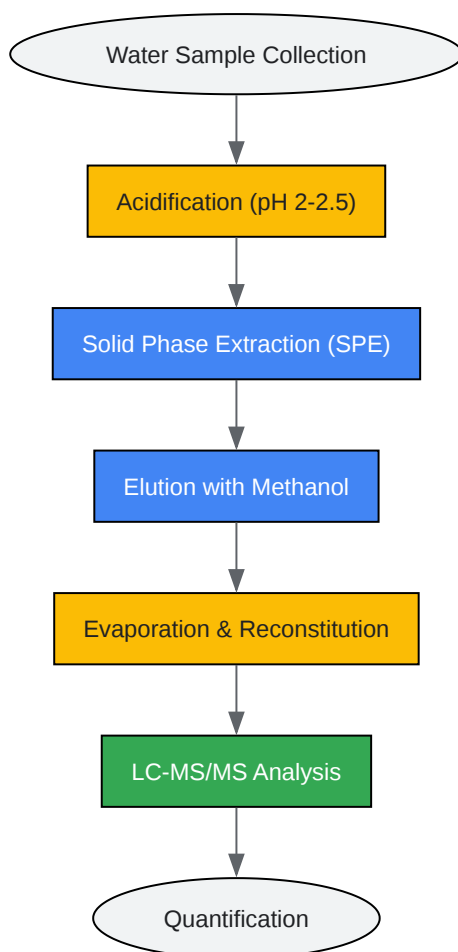 Water Sample Collection
Acidification (pH 2-2.5)
Solid Phase Extraction (SPE)
Elution with Methanol
Evaporation & Reconstitution
LC-MS/MS Analysis
Quantification